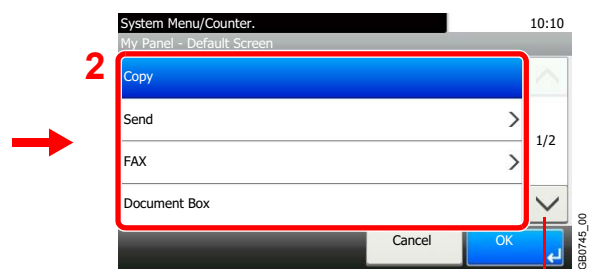 System Menu/Counter.
10:10
My Panel - Default Screen
2
Copy
Send
1/2
FAX
Document Box
Cancel
OK
GB0745_00